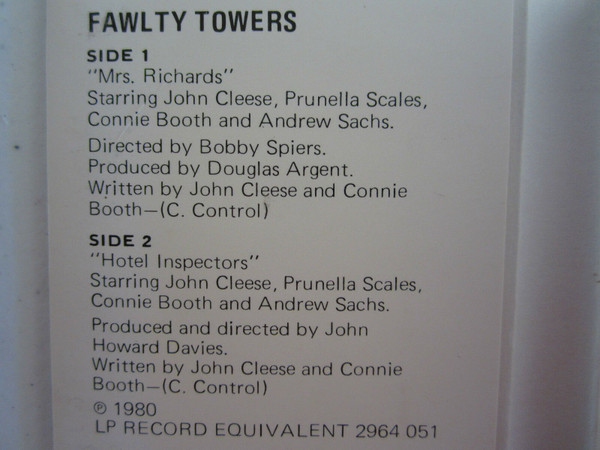 FAWLTY TOWERS
SIDE 1
"Mrs. Richards"
Starring John Cleese, Prunella Scales,
Connie Booth and Andrew Sachs.
Directed by Bobby Spiers.
Produced by Douglas Argent.
Written by John Cleese and Connie
Booth—(C. Control)
SIDE 2
"Hotel Inspectors"
Starring John Cleese, Prunella Scales,
Connie Booth and Andrew Sachs.
Produced and directed by John
Howard Davies.
Written by John Cleese and Connie
Booth—(C. Control)
℗ 1980
LP RECORD EQUIVALENT 2964 051